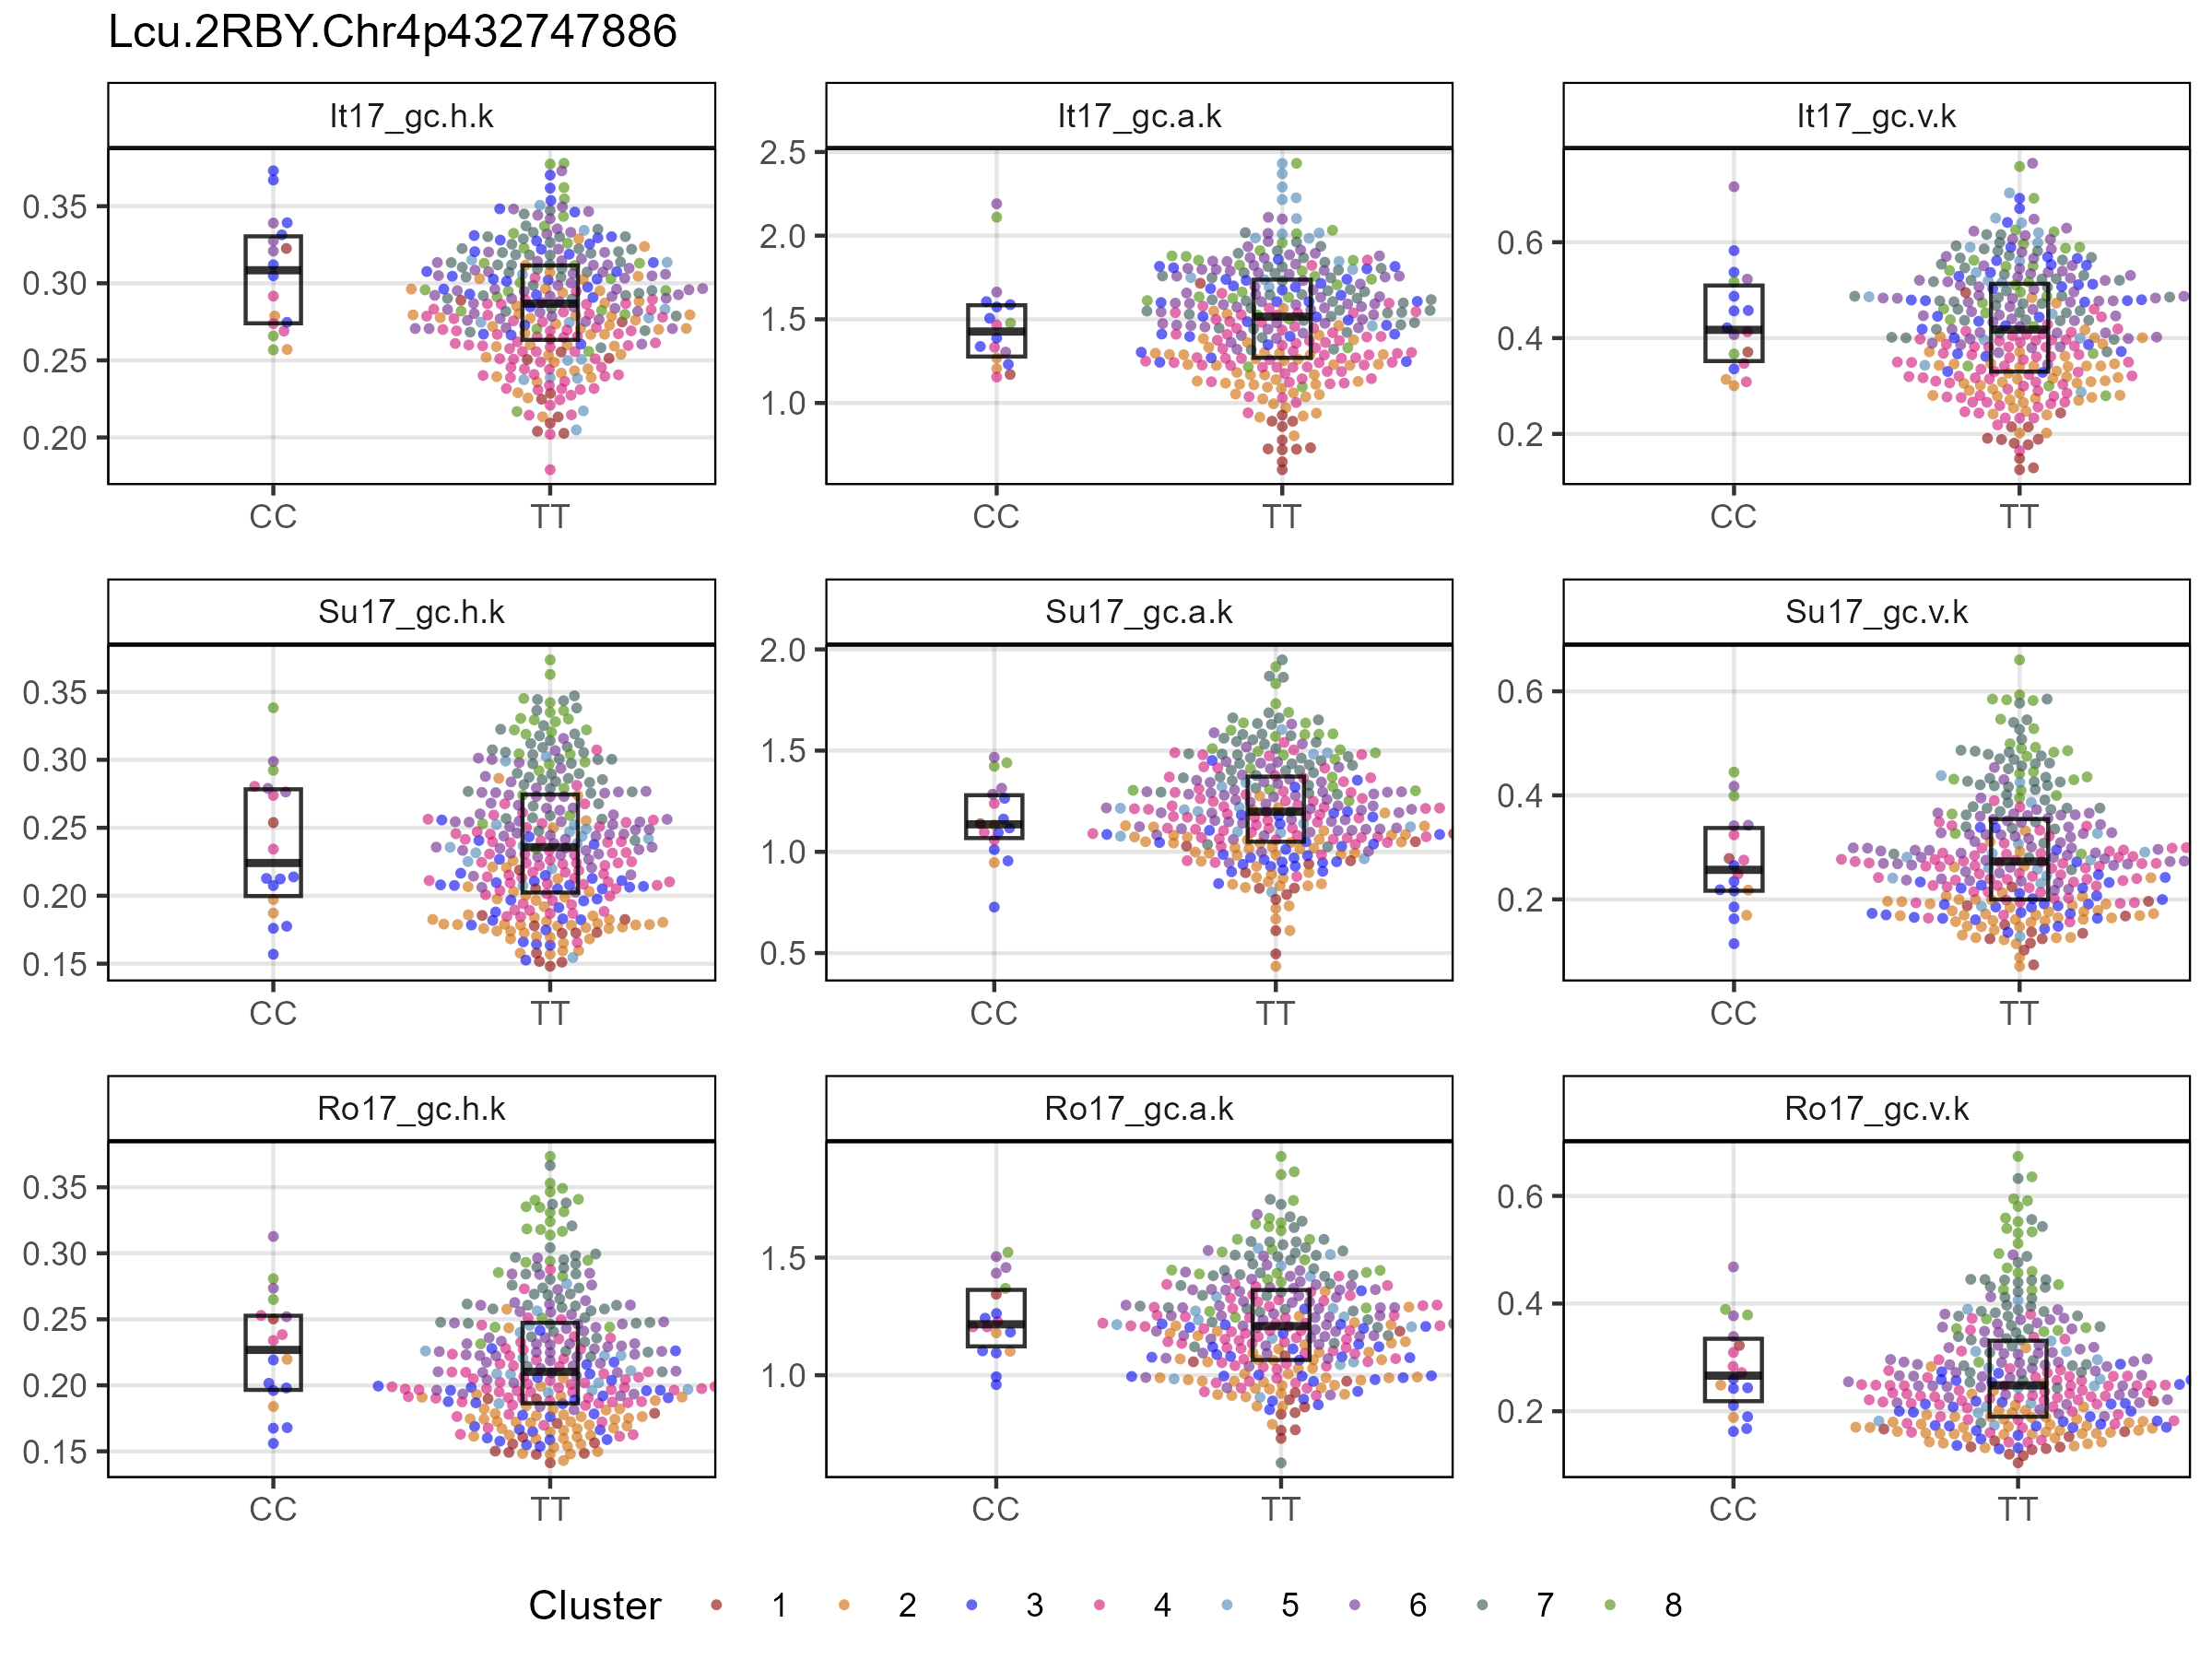 Lcu.2RBY.Chr4p432747886
It17_gc.h.k
It17_gc.a.k
It17_gc.v.k
0.35
0.30
0.25
0.20
2.5
2.0
1.5
1.0
0.6
0.4
0.2
CC TT
CC TT
CC TT
Su17_gc.h.k
Su17_gc.a.k
Su17_gc.v.k
0.35
0.30
0.25
0.20
0.15
2.0
1.5
1.0
0.5
0.6
0.4
0.2
CC TT
CC TT
CC TT
Ro17_gc.h.k
Ro17_gc.a.k
Ro17_gc.v.k
0.35
0.30
0.25
0.20
0.15
1.5
1.0
0.6
0.4
0.2
CC TT
CC TT
CC TT
Cluster 1 2 3 4 5 6 7 8